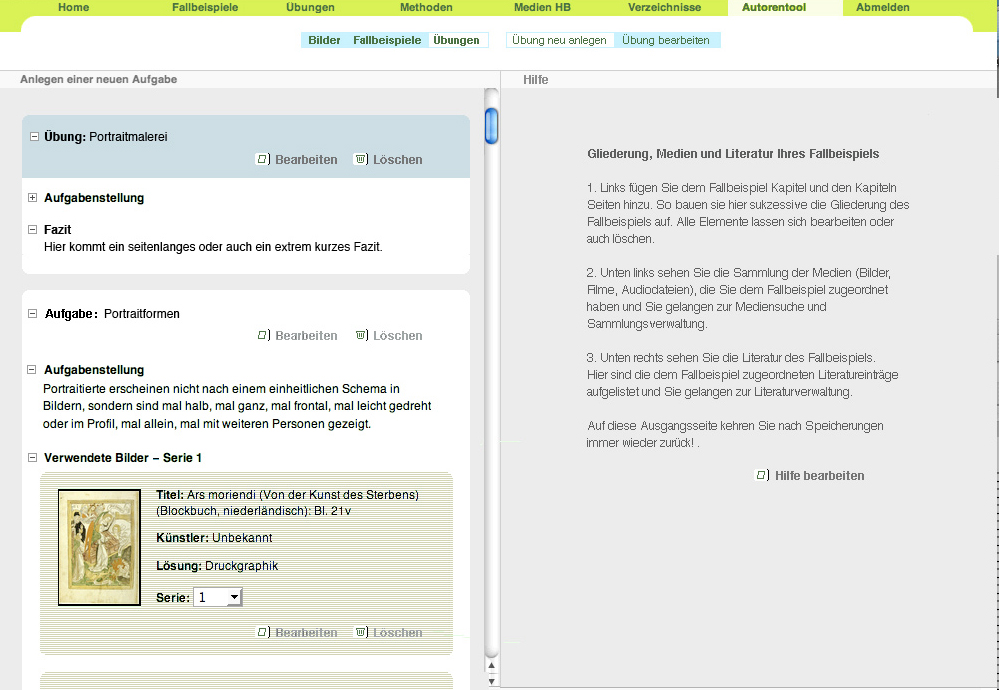 Home Fallbeispiele Übungen Methoden Medien HB Verzeichnisse Autorentool Abmelden
Bilder Fallbeispiele Übungen Übung neu anlegen Übung bearbeiten
Anlegen einer neuen Aufgabe
Übung: Portraitmalerei
Bearbeiten Löschen
Aufgabenstellung
Fazit
Hier kommt ein seitenlanges oder auch ein extrem kurzes Fazit.
Aufgabe: Portraitformen
Bearbeiten Löschen
Aufgabenstellung
Portraitierte erscheinen nicht nach einem einheitlichen Schema in
Bildern, sondern sind mal halb, mal ganz, mal frontal, mal leicht gedreht
oder im Profil, mal allein, mal mit weiteren Personen gezeigt.
Verwendete Bilder – Serie 1
Titel: Ars moriendi (Von der Kunst des Sterbens)
(Blockbuch, niederländisch): Bl. 21v
Künstler: Unbekannt
Lösung: Druckgraphik
Serie: 1
Bearbeiten Löschen
Hilfe
Gliederung, Medien und Literatur Ihres Fallbeispiels
1. Links fügen Sie dem Fallbeispiel Kapitel und den Kapiteln
Seiten hinzu. So bauen sie hier sukzessive die Gliederung des
Fallbeispiels auf. Alle Elemente lassen sich bearbeiten oder
auch löschen.
2. Unten links sehen Sie die Sammlung der Medien (Bilder,
Filme, Audiodateien), die Sie dem Fallbeispiel zugeordnet
haben und Sie gelangen zur Mediensuche und
Sammlungsverwaltung.
3. Unten rechts sehen Sie die Literatur des Fallbeispiels.
Hier sind die dem Fallbeispiel zugeordneten Literatureinträge
aufgelistet und Sie gelangen zur Literaturverwaltung.
Auf diese Ausgangsseite kehren Sie nach Speicherungen
immer wieder zurück! .
Hilfe bearbeiten